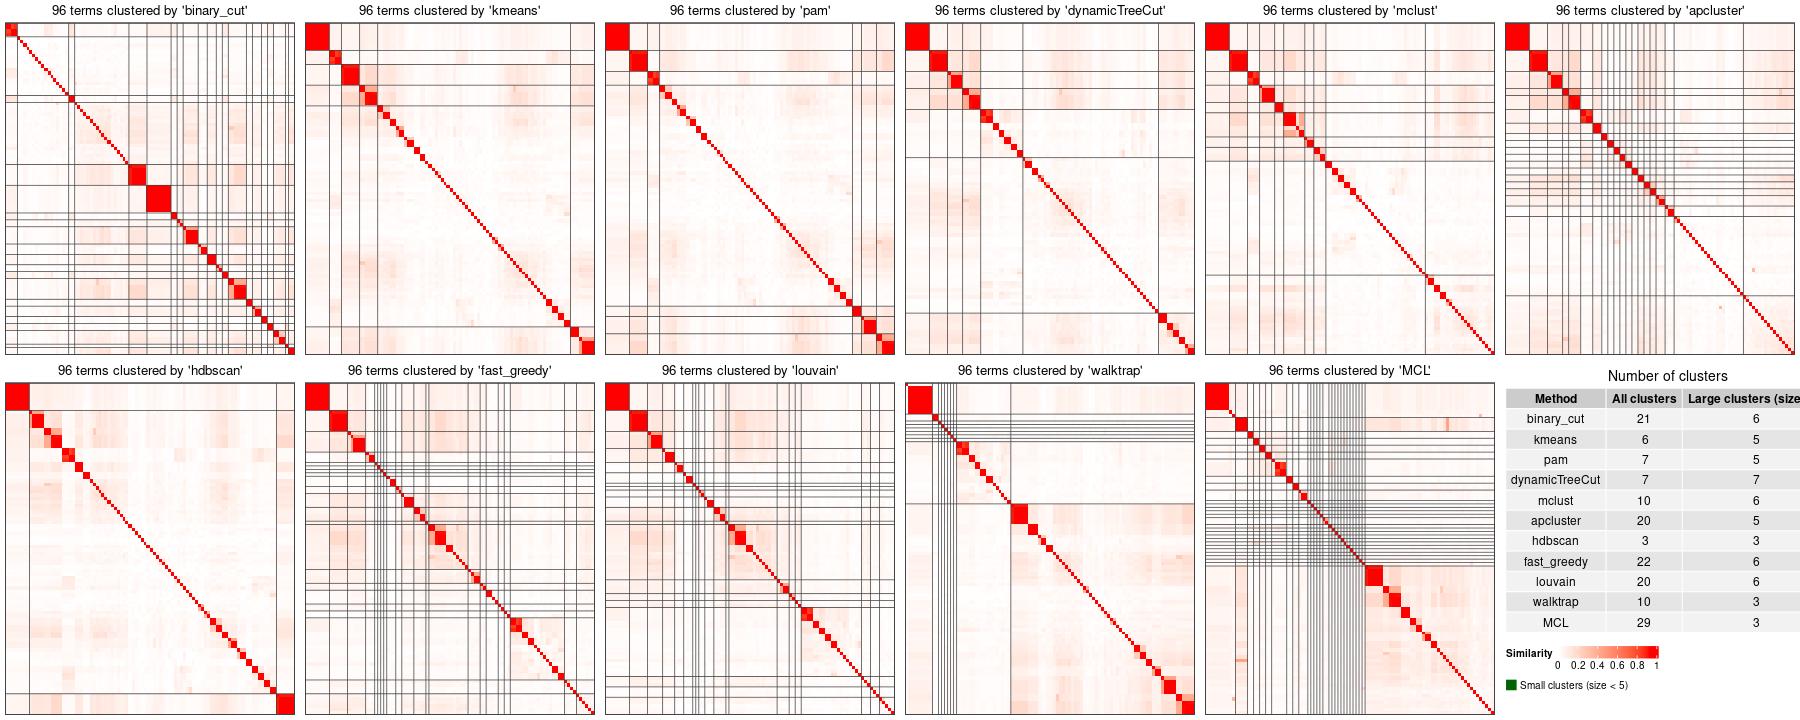 96 terms clustered by 'binary_cut'
96 terms clustered by 'kmeans'
96 terms clustered by 'pam'
96 terms clustered by 'dynamicTreeCut'
96 terms clustered by 'mclust'
96 terms clustered by 'apcluster'
96 terms clustered by 'hdbscan'
96 terms clustered by 'fast_greedy'
96 terms clustered by 'louvain'
96 terms clustered by 'walktrap'
96 terms clustered by 'MCL'
Number of clusters
Method All clusters Large clusters (size
binary_cut 21 6
kmeans 6 5
pam 7 5
dynamicTreeCut 7 7
mclust 10 6
apcluster 20 5
hdbscan 3 3
fast_greedy 22 6
louvain 20 6
walktrap 10 3
MCL 29 3
Similarity
0 0.2 0.4 0.6 0.8 1
Small clusters (size < 5)